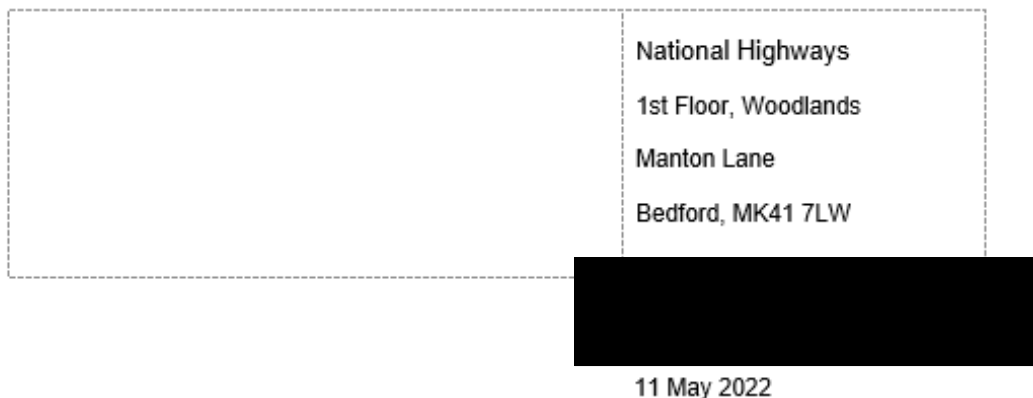 National Highways
1st Floor, Woodlands
Manton Lane
Bedford, MK41 7LW
11 May 2022